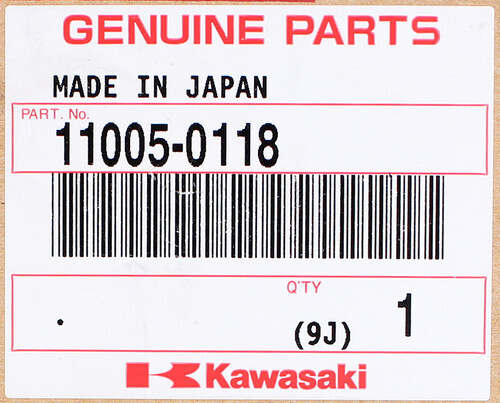 GENUINE PARTS
MADE IN JAPAN
PART. No.
11005-0118
Q'TY
. (9J) 1
Kawasaki